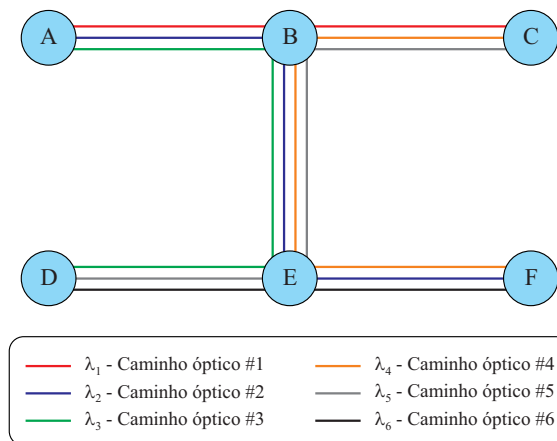 A
B
C
D
E
F
λ1 - Caminho óptico #1
λ2 - Caminho óptico #2
λ3 - Caminho óptico #3
λ4 - Caminho óptico #4
λ5 - Caminho óptico #5
λ6 - Caminho óptico #6